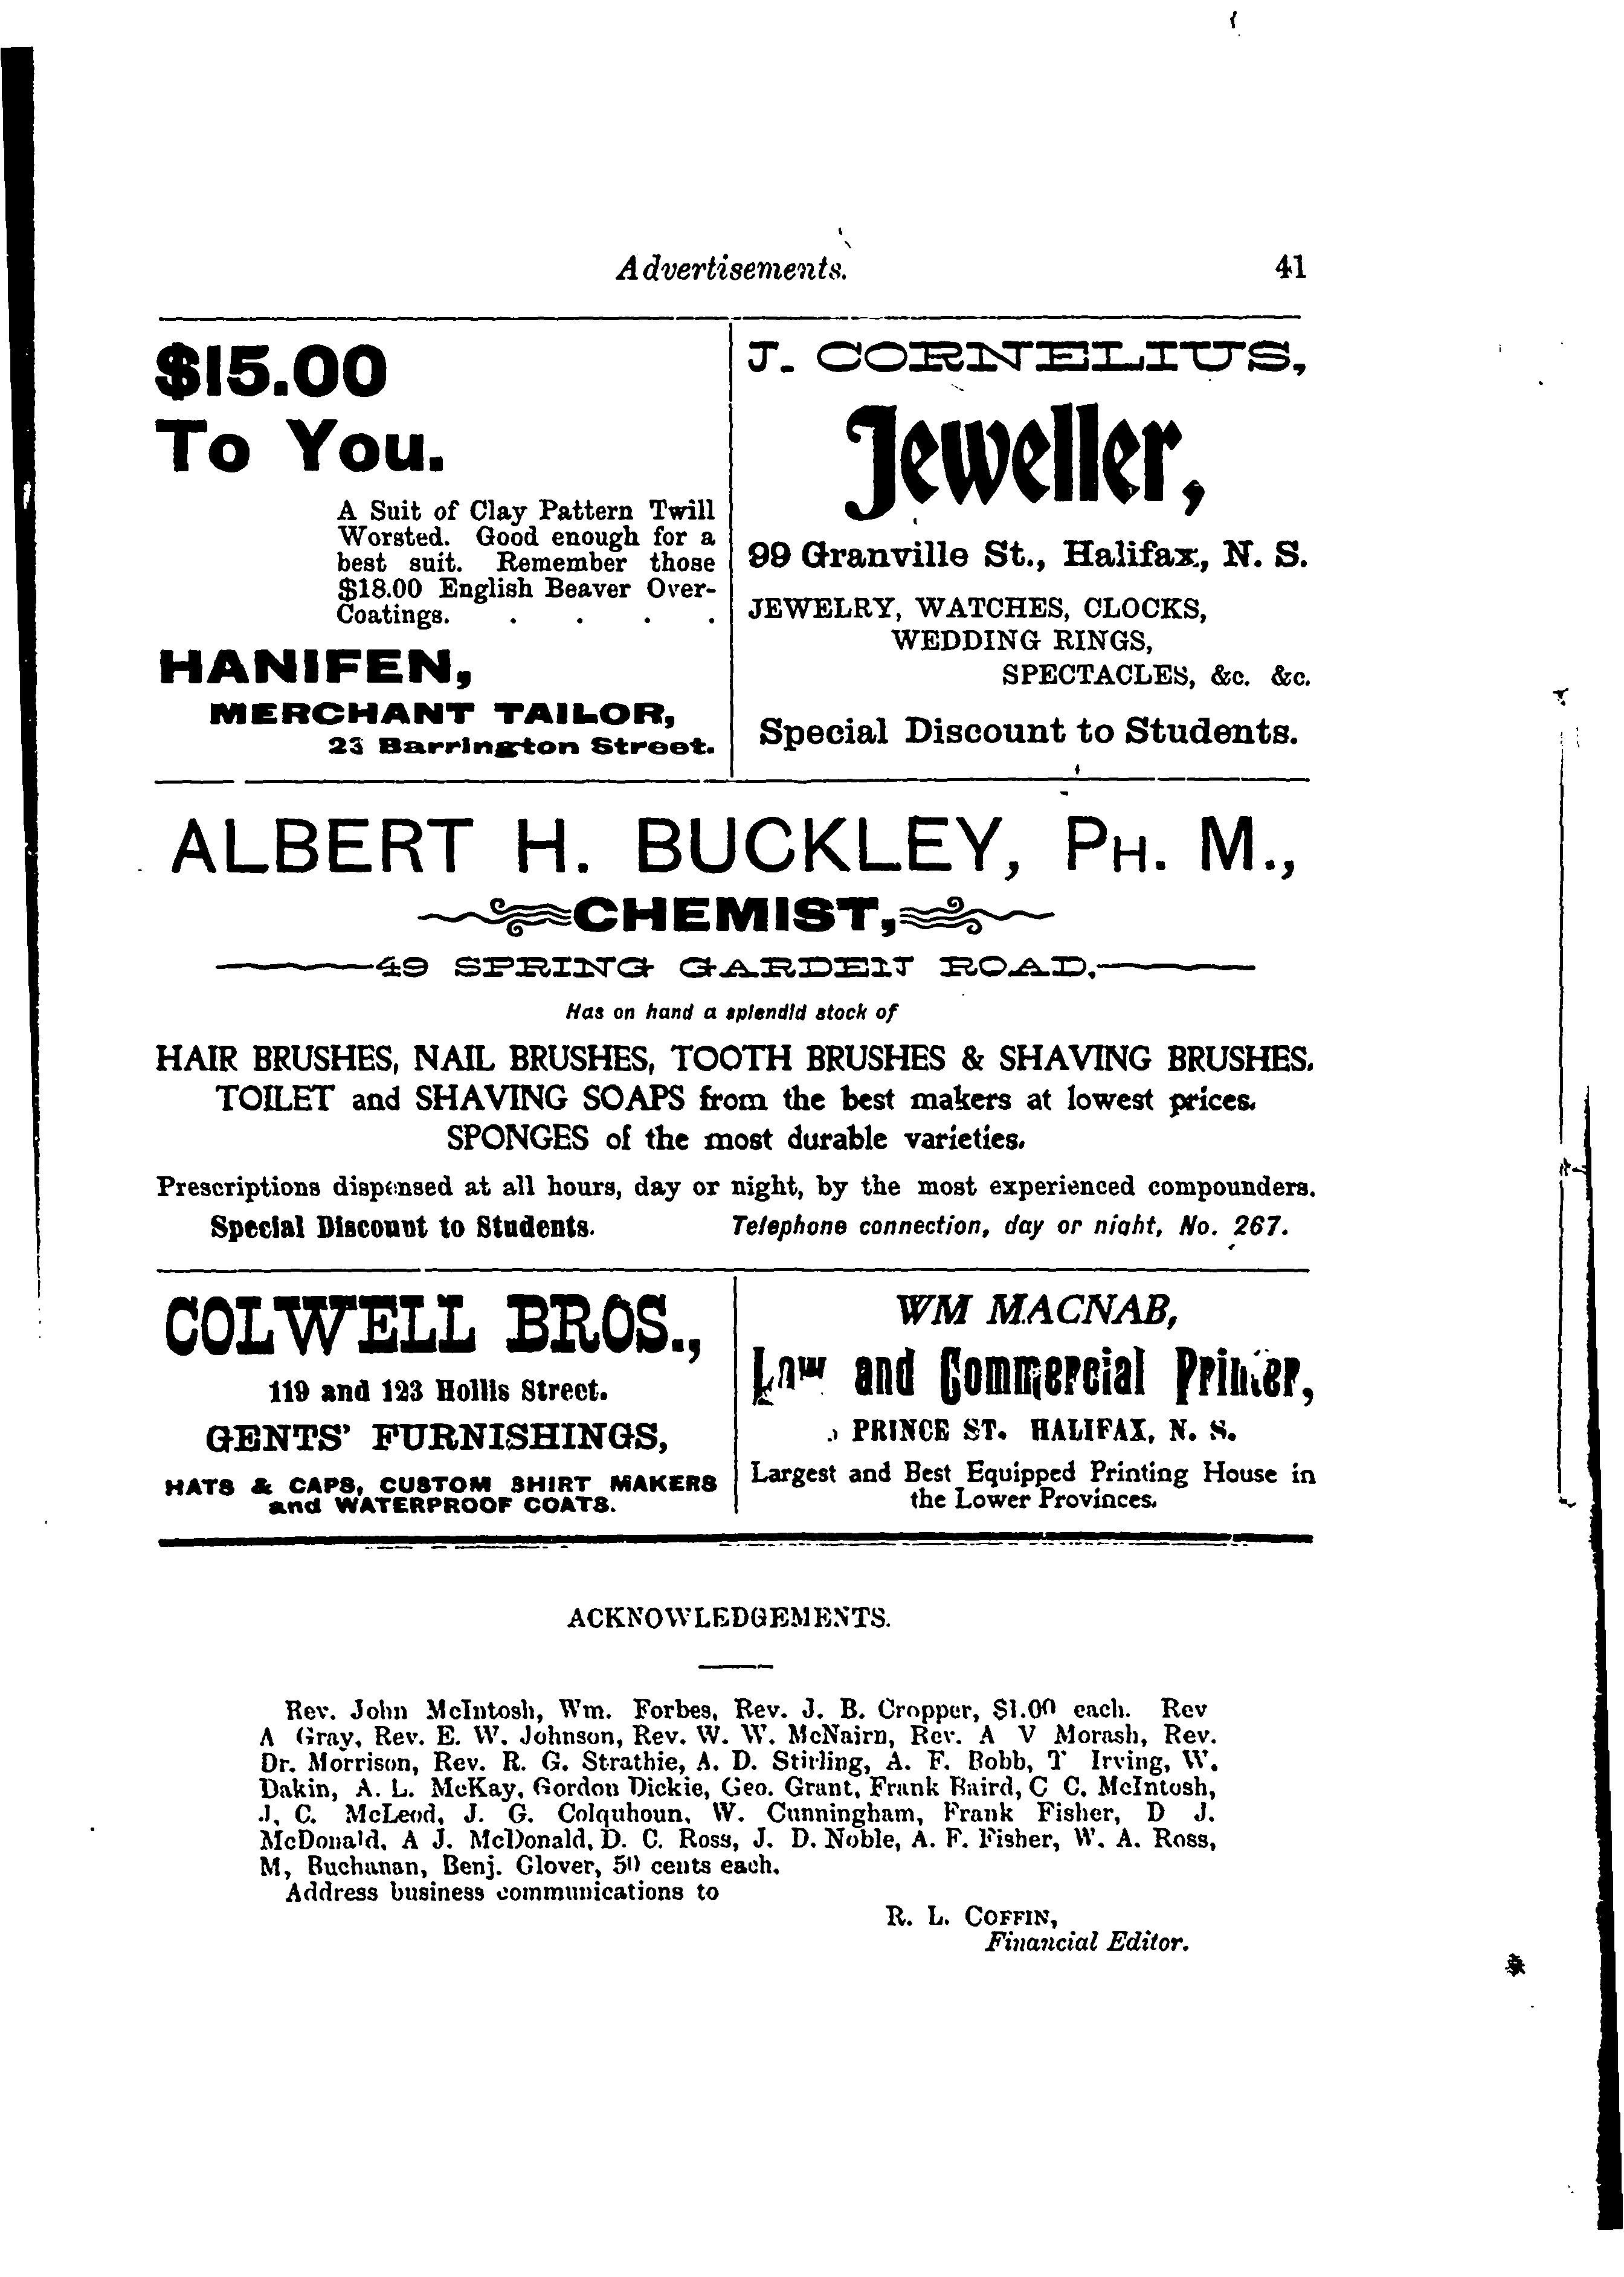 Advertisements. 41
$15.00
To You.
A Suit of Clay Pattern Twill
Worsted. Good enough for a
best suit. Remember those
$18.00 English Beaver Over-
Coatings. . . . .
HANIFEN,
MERCHANT TAILOR,
23 Barrington Street.
J. CORNELIUS,
Jeweller,
99 Granville St., Halifax, N. S.
JEWELRY, WATCHES, CLOCKS,
WEDDING RINGS,
SPECTACLES, &c. &c.
Special Discount to Students.
ALBERT H. BUCKLEY, PH. M.,
CHEMIST,
49 SPRING GARDEN ROAD.
Has on hand a splendid stock of
HAIR BRUSHES, NAIL BRUSHES, TOOTH BRUSHES & SHAVING BRUSHES.
TOILET and SHAVING SOAPS from the best makers at lowest prices.
SPONGES of the most durable varieties.
Prescriptions dispensed at all hours, day or night, by the most experienced compounders.
Special Discount to Students. Telephone connection, day or night, No. 267.
COLWELL BROS.,
119 and 123 Hollis Street.
GENTS' FURNISHINGS,
HATS & CAPS, CUSTOM SHIRT MAKERS
and WATERPROOF COATS.
WM MACNAB,
Law and Commercial Printer,
PRINCE ST. HALIFAX, N. S.
Largest and Best Equipped Printing House in
the Lower Provinces.
ACKNOWLEDGEMENTS.
Rev. John McIntosh, Wm. Forbes, Rev. J. B. Cropper, $1.00 each. Rev
A Gray, Rev. E. W. Johnson, Rev. W. W. McNairn, Rev. A V Morash, Rev.
Dr. Morrison, Rev. R. G. Strathie, A. D. Stirling, A. F. Bobb, T Irving, W.
Dakin, A. L. McKay, Gordon Dickie, Geo. Grant, Frank Baird, C C. McIntosh,
J, C. McLeod, J. G. Colquhoun, W. Cunningham, Frank Fisher, D J.
McDonald, A J. McDonald, D. C. Ross, J. D. Noble, A. F. Fisher, W. A. Ross,
M, Buchanan, Benj. Glover, 50 cents each.
Address business communications to
R. L. COFFIN,
Financial Editor.